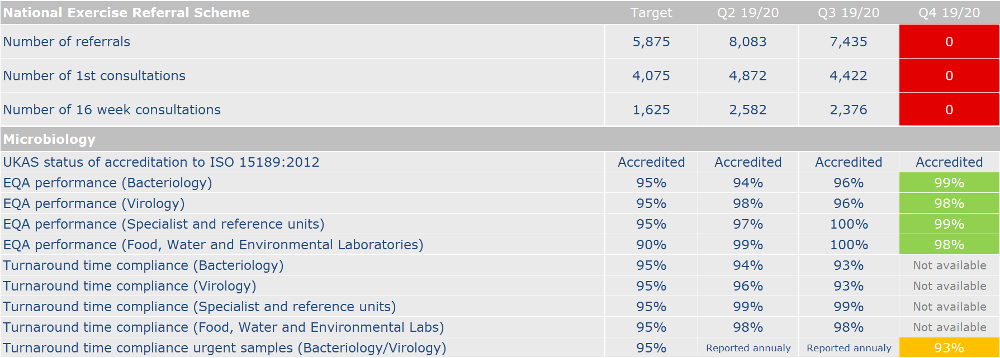 National Exercise Referral Scheme Target Q2 19/20 Q3 19/20 Q4 19/20
Number of referrals 5,875 8,083 7,435 0
Number of 1st consultations 4,075 4,872 4,422 0
Number of 16 week consultations 1,625 2,582 2,376 0
Microbiology
UKAS status of accreditation to ISO 15189:2012 Accredited Accredited Accredited Accredited
EQA performance (Bacteriology) 95% 94% 96% 99%
EQA performance (Virology) 95% 98% 96% 98%
EQA performance (Specialist and reference units) 95% 97% 100% 99%
EQA performance (Food, Water and Environmental Laboratories) 90% 99% 100% 98%
Turnaround time compliance (Bacteriology) 95% 94% 93% Not available
Turnaround time compliance (Virology) 95% 96% 93% Not available
Turnaround time compliance (Specialist and reference units) 95% 99% 99% Not available
Turnaround time compliance (Food, Water and Environmental Labs) 95% 98% 98% Not available
Turnaround time compliance urgent samples (Bacteriology/Virology) 95% Reported annualy Reported annualy 93%